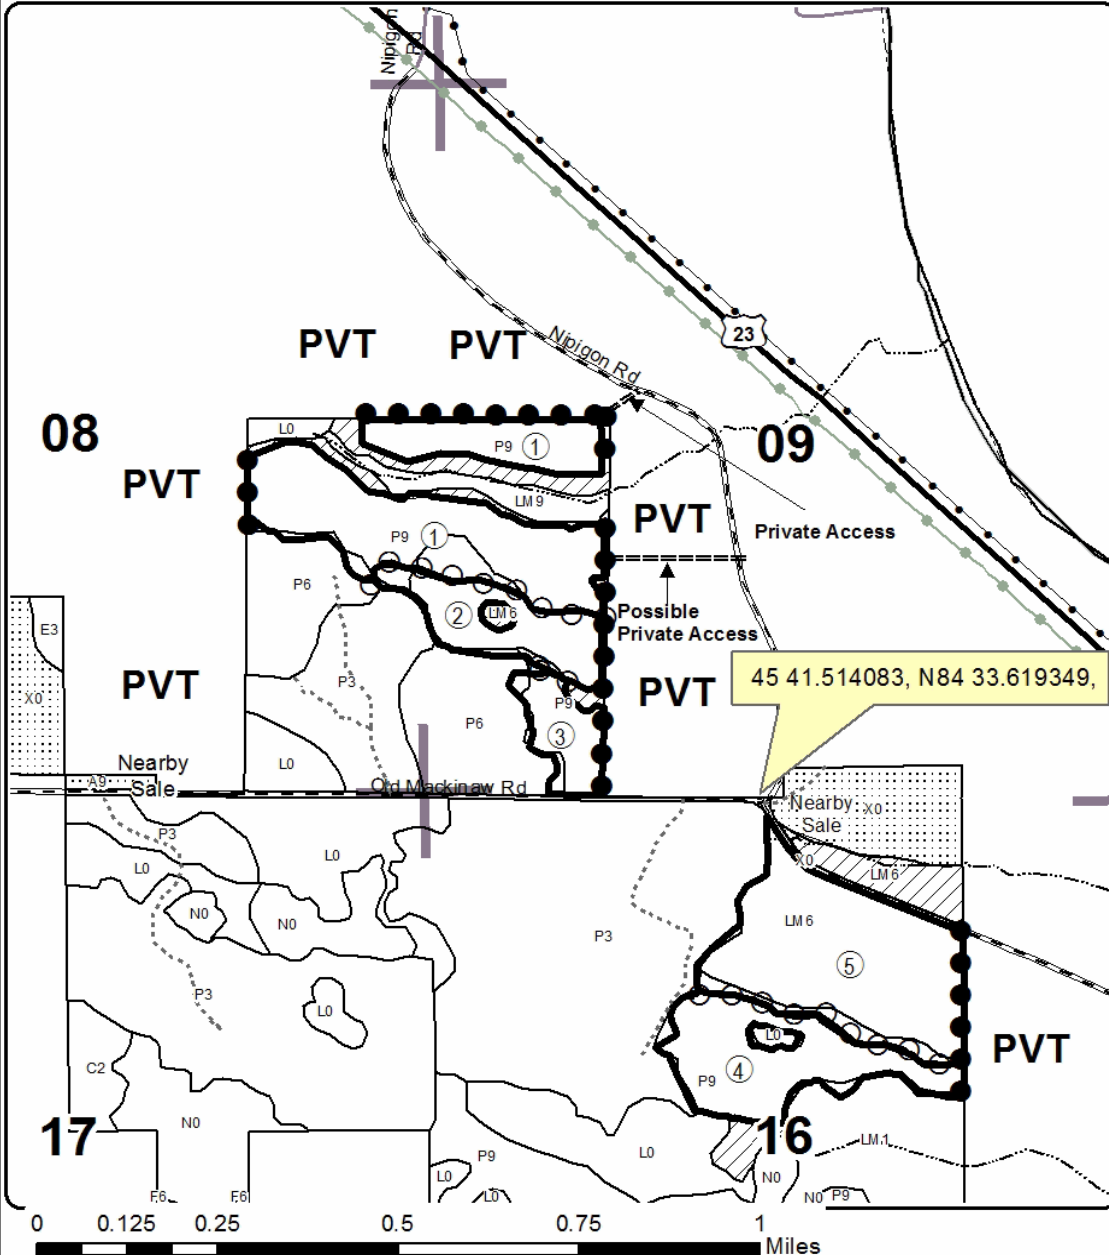 Nipigon
Rd
23
PVT
PVT
Nipigon Rd
08
L0
P9
1
09
PVT
LM 9
PVT
Private Access
P9
1
P6
2
LM 6
Possible
Private Access
E3
X0
PVT
P3
P6
P9
PVT
45 41.514083, N84 33.619349,
3
L0
Nearby
Sale
A9
Old Mackinaw Rd
Nearby
Sale
X0
P3
L0
L0
X0
LM 6
N0
N0
P3
LM 6
5
P3
L0
L0
PVT
C2
P9
4
17
N0
16
P9
L0
LM 1
L0
L0
N0
N0
P9
F6
F6
0
0.125
0.25
0.5
0.75
1
Miles